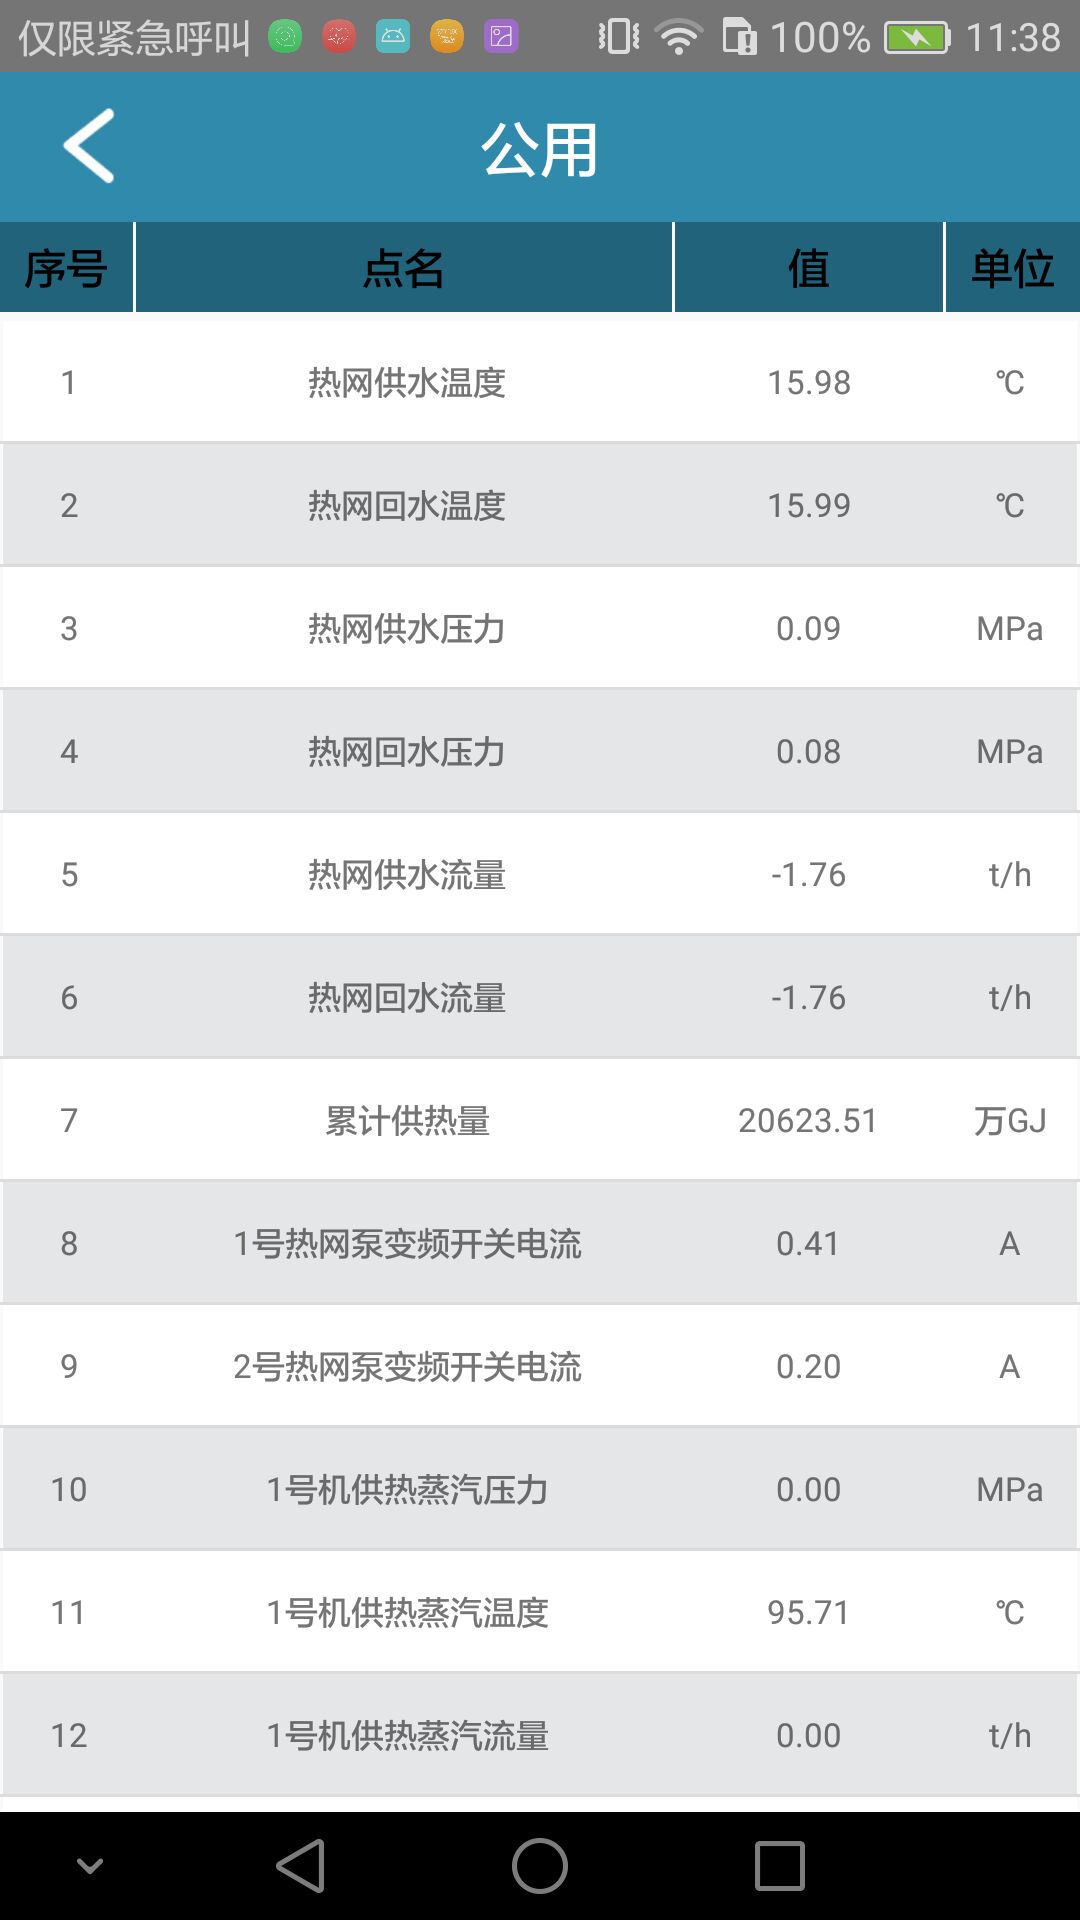 仅限紧急呼叫 100% 11:38
公用
序号 点名 值 单位
1 热网供水温度 15.98 ℃
2 热网回水温度 15.99 ℃
3 热网供水压力 0.09 MPa
4 热网回水压力 0.08 MPa
5 热网供水流量 -1.76 t/h
6 热网回水流量 -1.76 t/h
7 累计供热量 20623.51 万GJ
8 1号热网泵变频开关电流 0.41 A
9 2号热网泵变频开关电流 0.20 A
10 1号机供热蒸汽压力 0.00 MPa
11 1号机供热蒸汽温度 95.71 ℃
12 1号机供热蒸汽流量 0.00 t/h